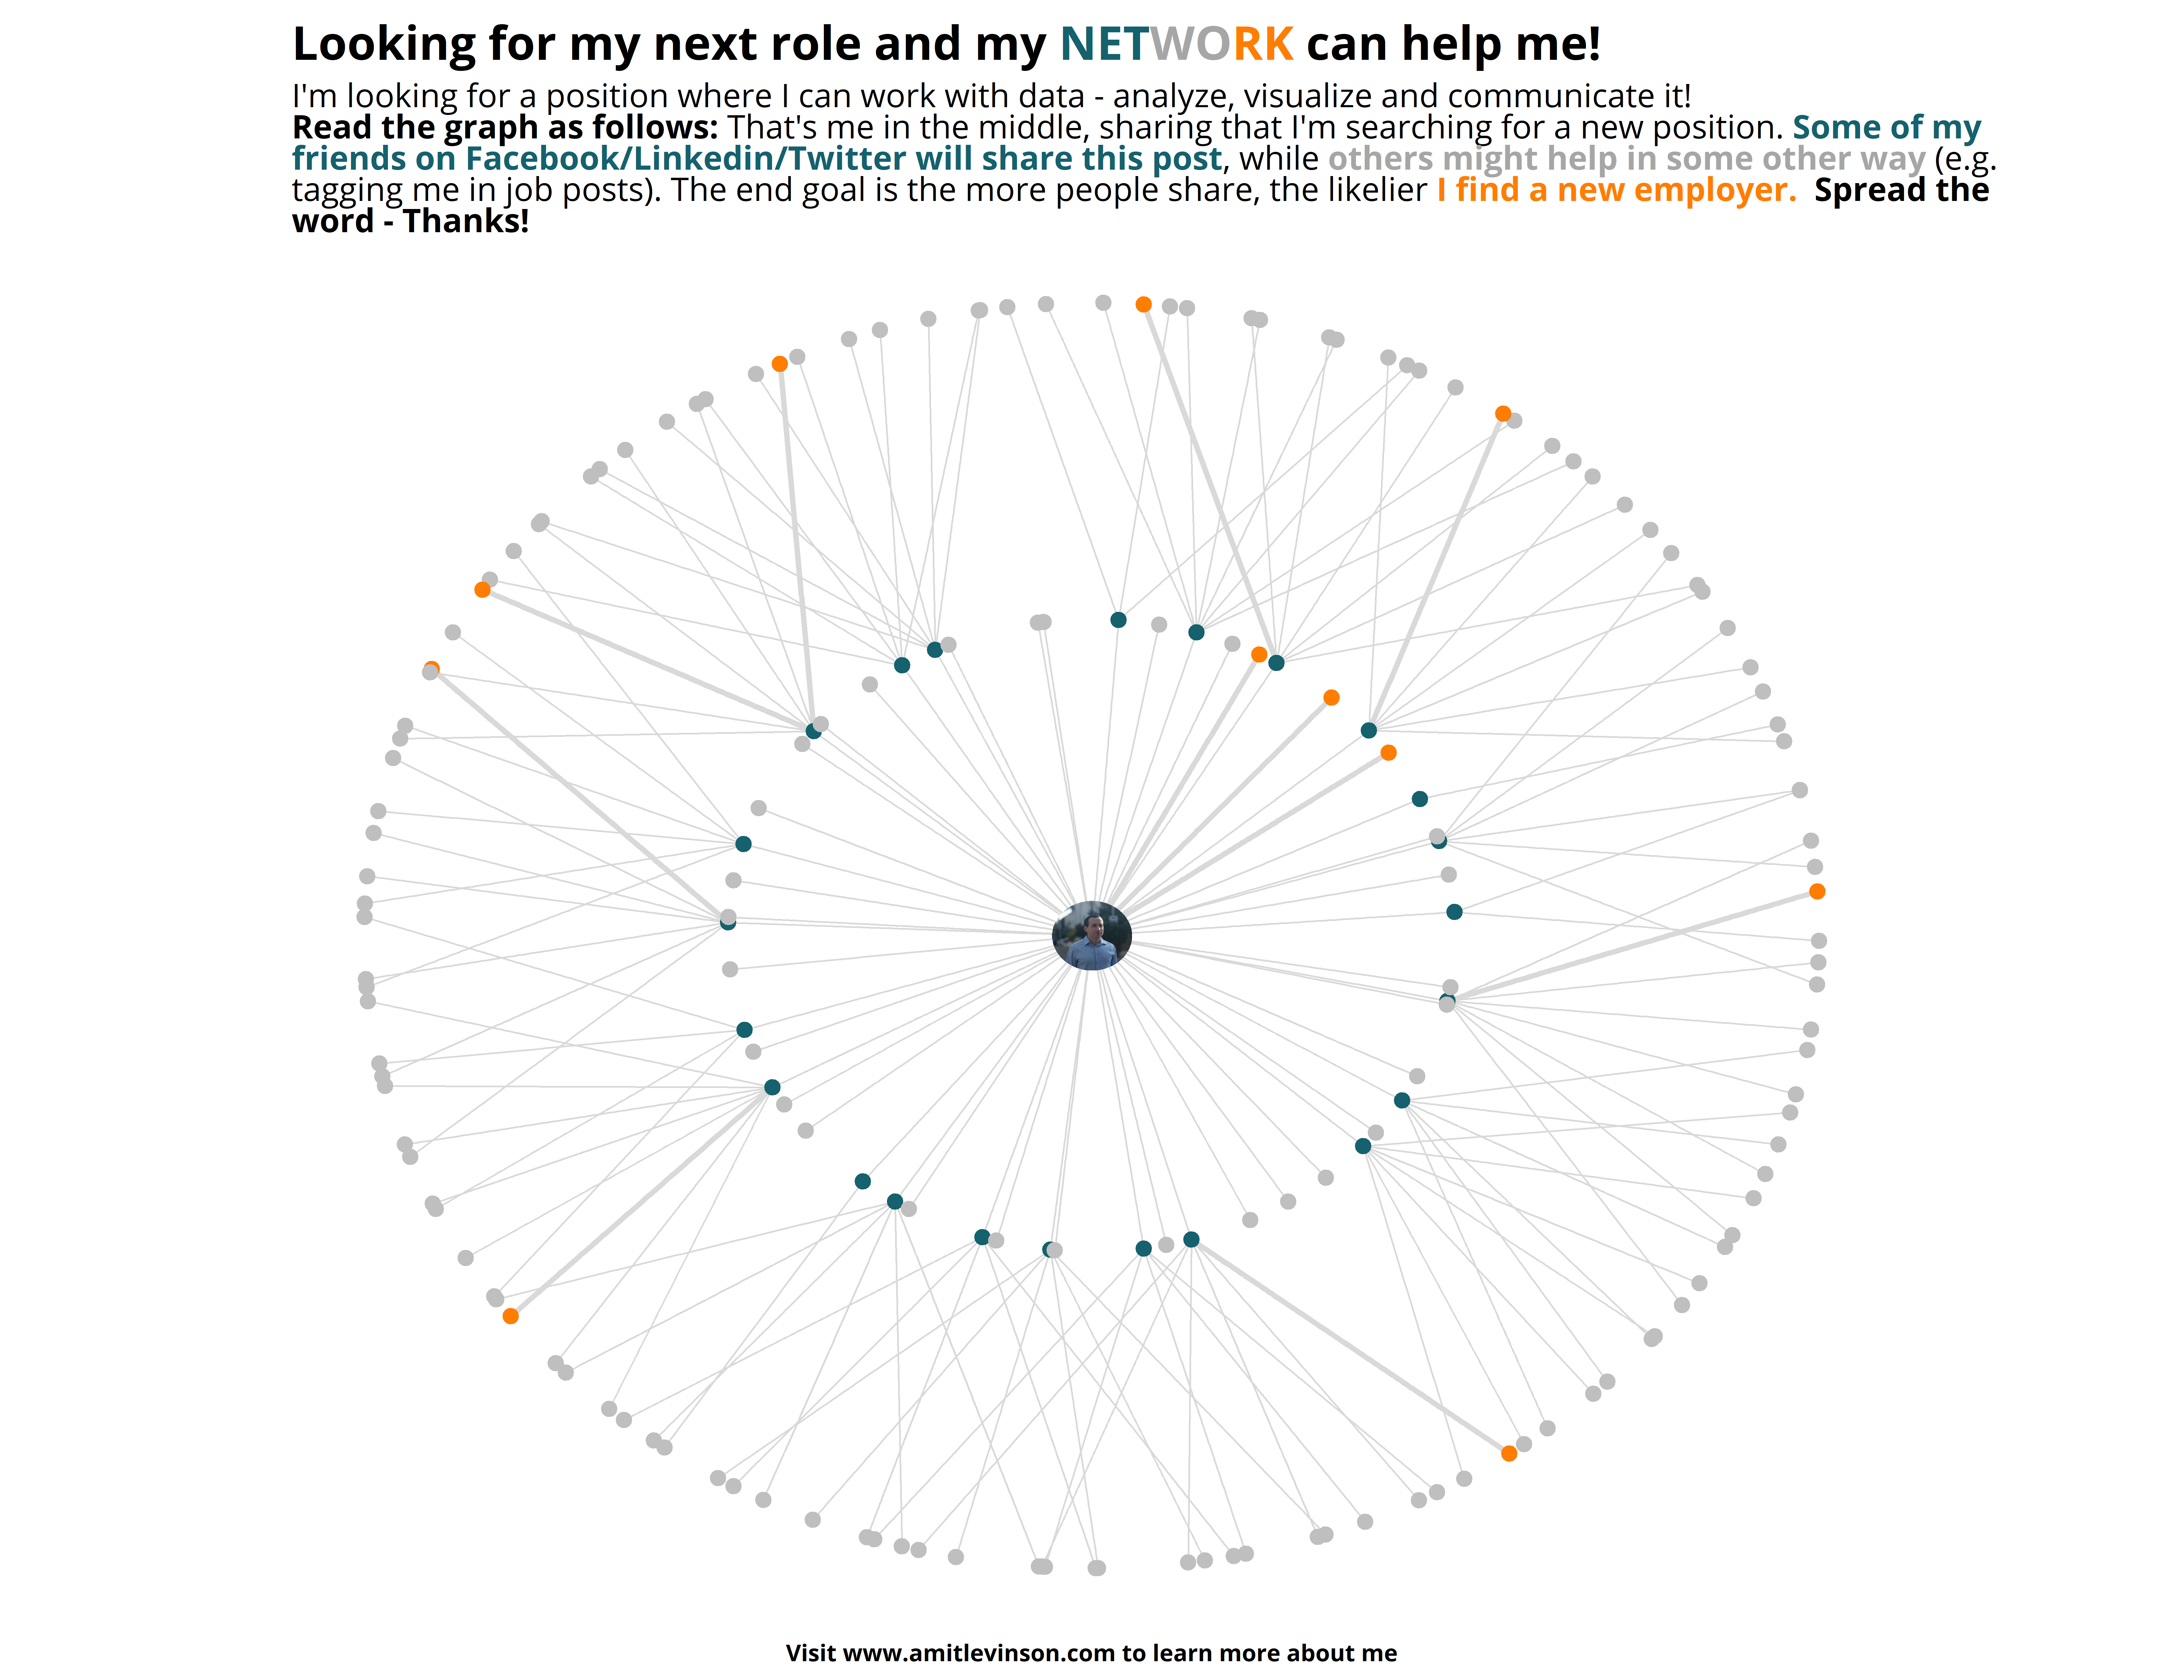 Looking for my next role and my NETWORK can help me!
I'm looking for a position where I can work with data - analyze, visualize and communicate it!
Read the graph as follows: That's me in the middle, sharing that I'm searching for a new position. Some of my
friends on Facebook/Linkedin/Twitter will share this post, while others might help in some other way (e.g.
tagging me in job posts). The end goal is the more people share, the likelier I find a new employer. Spread the
word - Thanks!
Visit www.amitlevinson.com to learn more about me